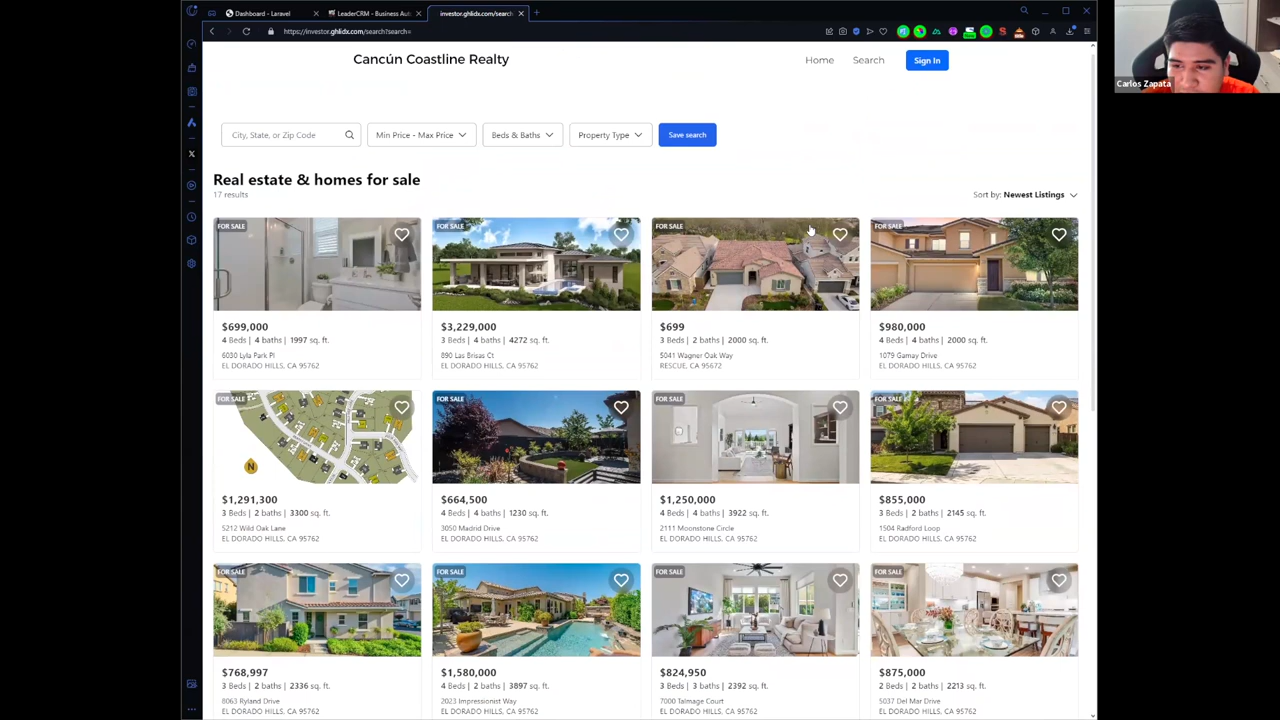 Dashboard - Laravel
LeaderCRM - Business Aut
investor.ghlidx.com/search?search=
https://investor.ghlidx.com/search?search=
Carlos Zapata
Cancún Coastline Realty
Home
Search
Sign In
City, State, or Zip Code
Min Price - Max Price
Beds & Baths
Property Type
Save search
Real estate & homes for sale
17 results
Sort by: Newest Listings
FOR SALE
FOR SALE
FOR SALE
FOR SALE
$699,000
4 Beds | 4 baths | 1997 sq. ft.
6030 Lyla Park Pl
EL DORADO HILLS, CA 95762
$3,229,000
3 Beds | 4 baths | 4272 sq. ft.
890 Las Brisas Ct
EL DORADO HILLS, CA 95762
$699
3 Beds | 2 baths | 2000 sq. ft.
5041 Wagner Oak Way
RESCUE, CA 95672
$980,000
4 Beds | 4 baths | 2000 sq. ft.
1079 Gamay Drive
EL DORADO HILLS, CA 95762
FOR SALE
FOR SALE
FOR SALE
FOR SALE
N
$1,291,300
3 Beds | 2 baths | 3300 sq. ft.
5212 Wild Oak Lane
EL DORADO HILLS, CA 95762
$664,500
4 Beds | 4 baths | 1230 sq. ft.
3050 Madrid Drive
EL DORADO HILLS, CA 95762
$1,250,000
4 Beds | 4 baths | 3922 sq. ft.
2111 Moonstone Circle
EL DORADO HILLS, CA 95762
$855,000
3 Beds | 2 baths | 2145 sq. ft.
1504 Radford Loop
EL DORADO HILLS, CA 95762
FOR SALE
FOR SALE
FOR SALE
FOR SALE
$768,997
3 Beds | 2 baths | 2336 sq. ft.
8063 Ryland Drive
EL DORADO HILLS, CA 95762
$1,580,000
4 Beds | 2 baths | 3897 sq. ft.
2023 Impressionist Way
EL DORADO HILLS, CA 95762
$824,950
3 Beds | 3 baths | 2392 sq. ft.
7000 Talmage Court
EL DORADO HILLS, CA 95762
$875,000
2 Beds | 2 baths | 2213 sq. ft.
5037 Del Mar Drive
EL DORADO HILLS, CA 95762